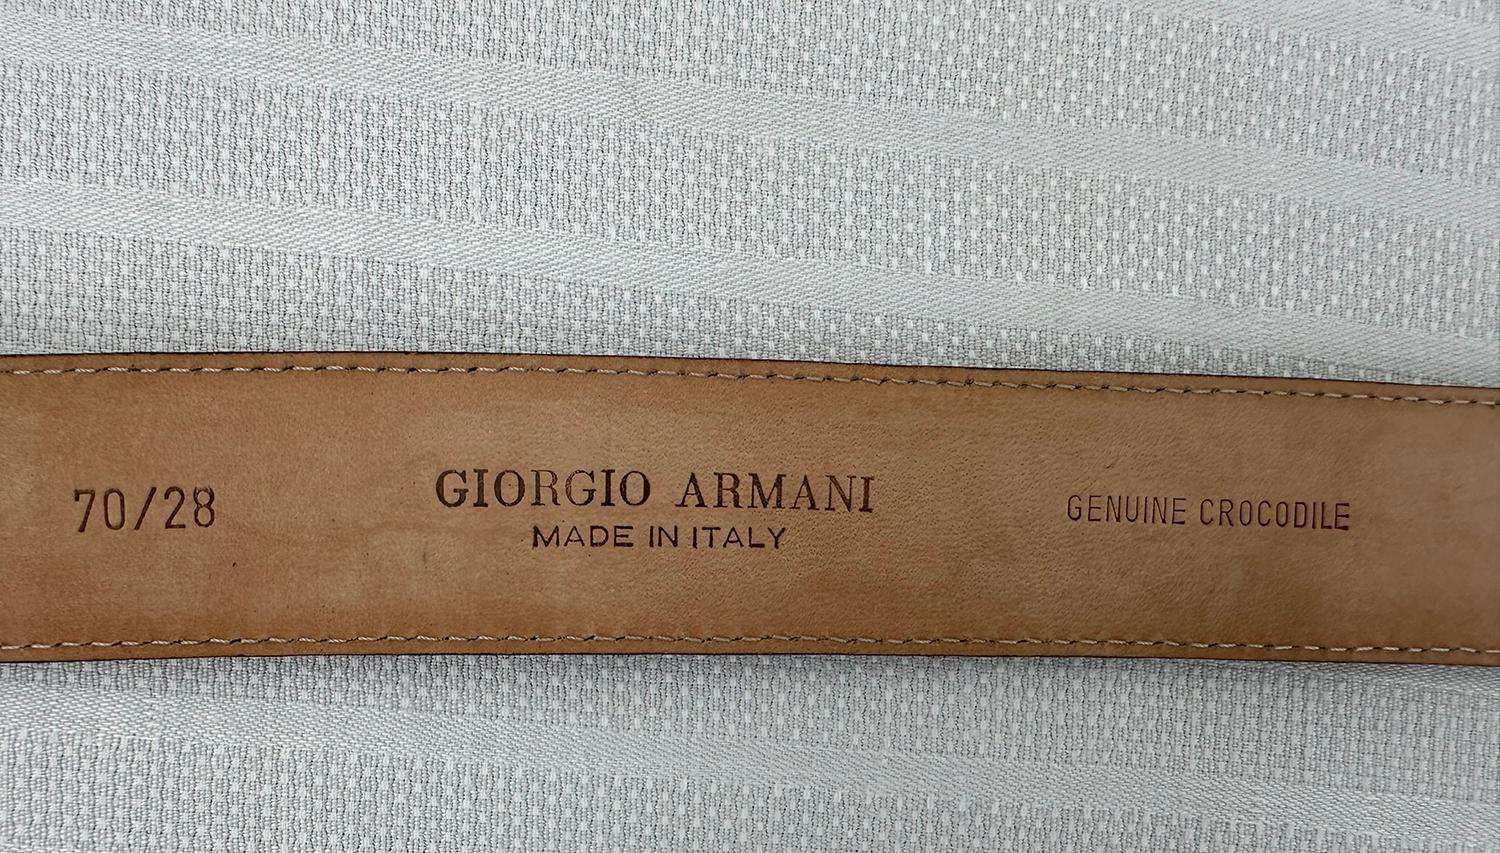 70/28
GIORGIO ARMANI
MADE IN ITALY
GENUINE CROCODILE